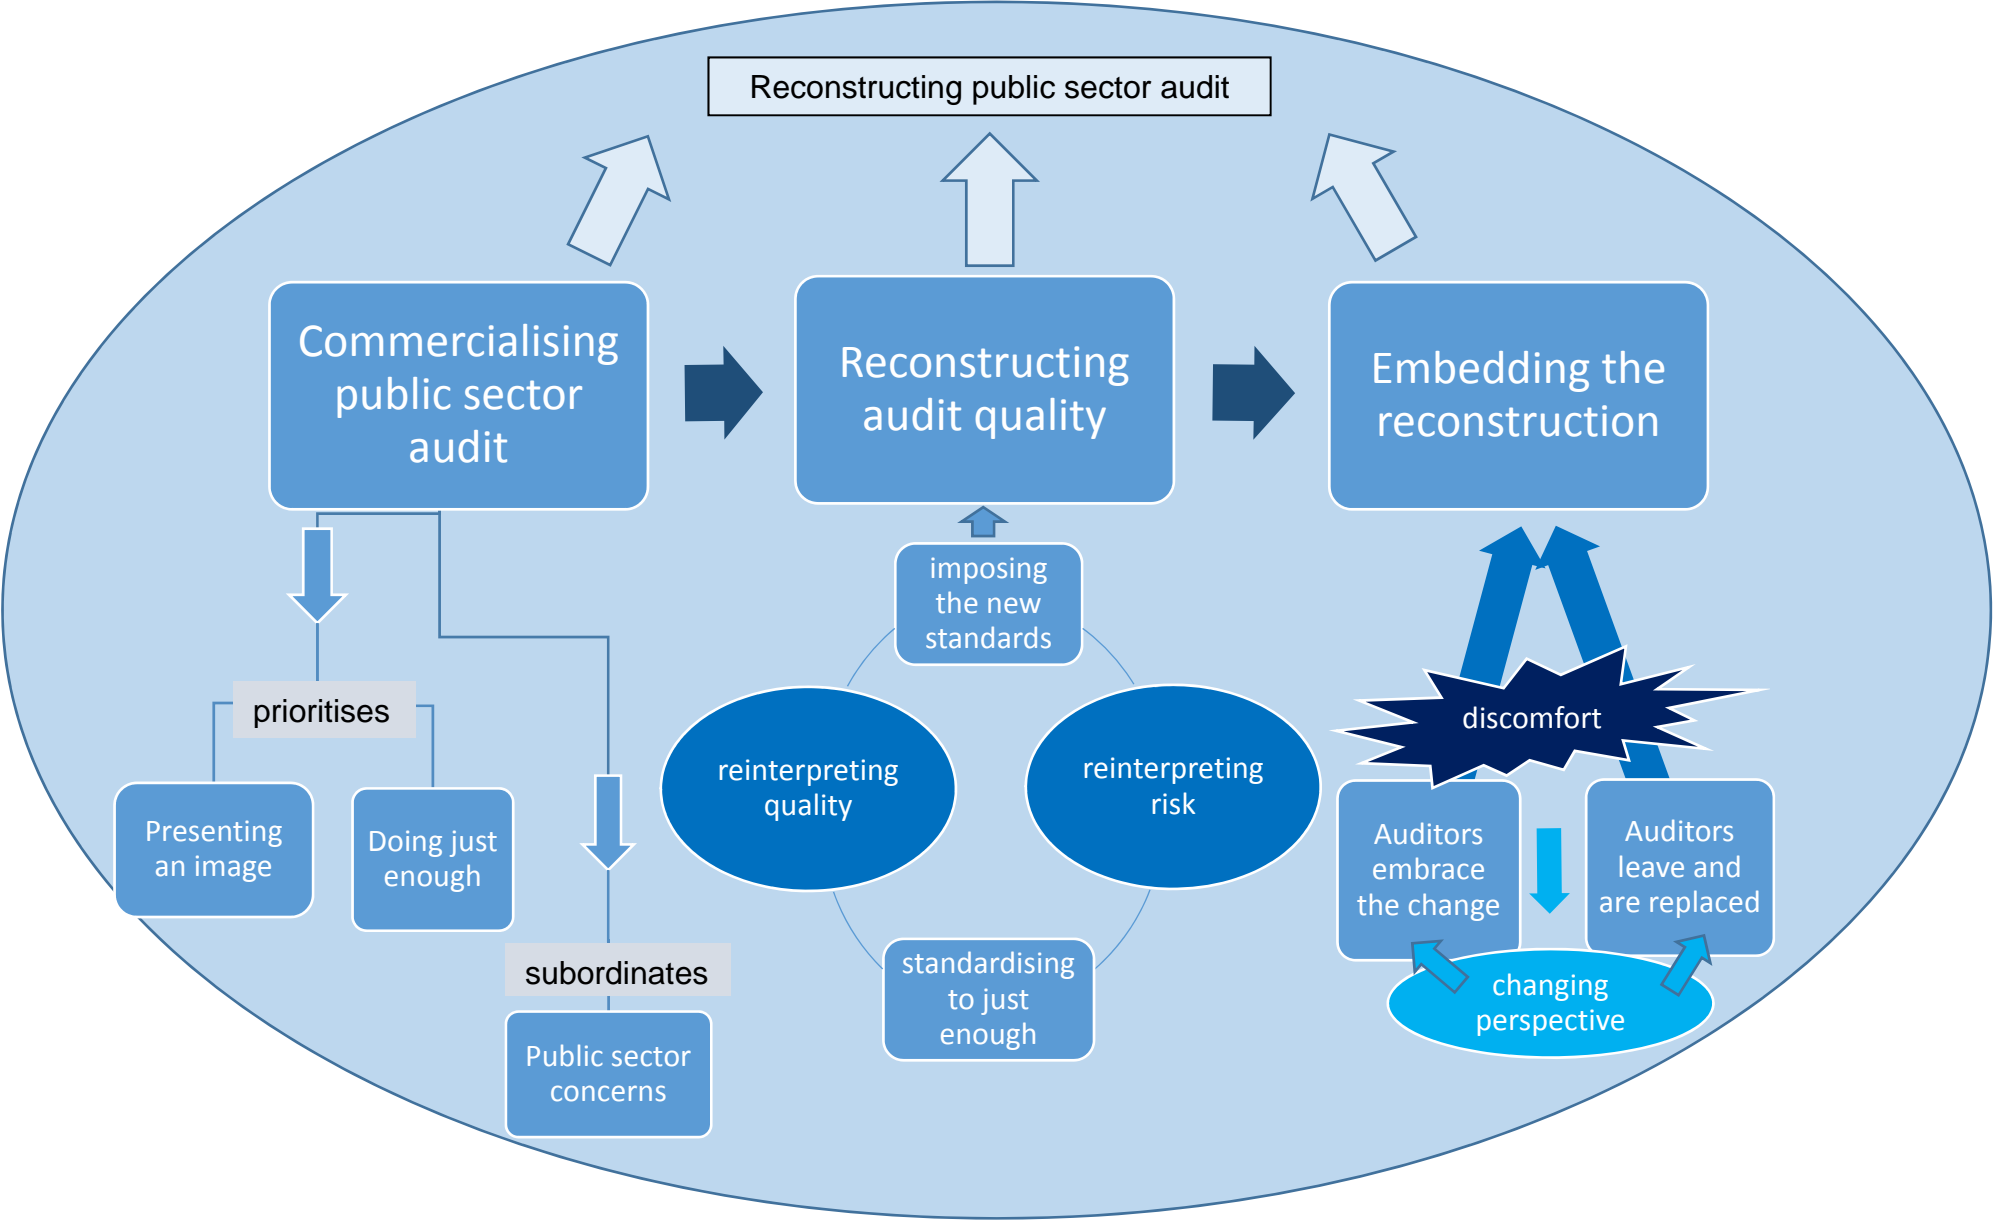 Reconstructing public sector audit
Commercialising
public sector
audit
Reconstructing
audit quality
Embedding the
reconstruction
prioritises
Presenting
an image
Doing just
enough
subordinates
Public sector
concerns
imposing
the new
standards
reinterpreting
quality
reinterpreting
risk
standardising
to just
enough
discomfort
Auditors
embrace
the change
Auditors
leave and
are replaced
changing
perspective